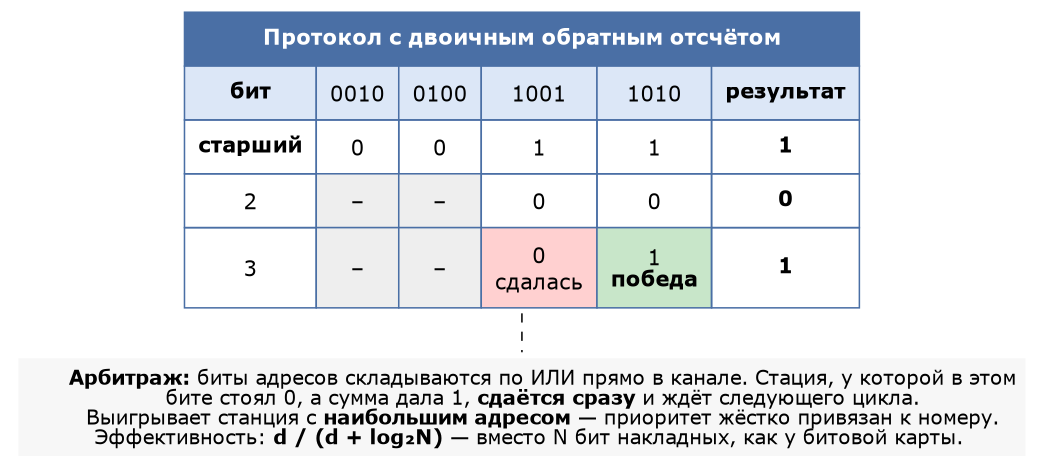 Протокол с двоичным обратным отсчётом
бит 0010 0100 1001 1010 результат
старший 0 0 1 1 1
2 – – 0 0 0
3 – – 0 сдалась 1 победа 1
Арбитраж: биты адресов складываются по ИЛИ прямо в канале. Стация, у которой в этом
бите стоял 0, а сумма дала 1, сдаётся сразу и ждёт следующего цикла.
Выигрывает станция с наибольшим адресом — приоритет жёстко привязан к номеру.
Эффективность: d / (d + log₂N) — вместо N бит накладных, как у битовой карты.